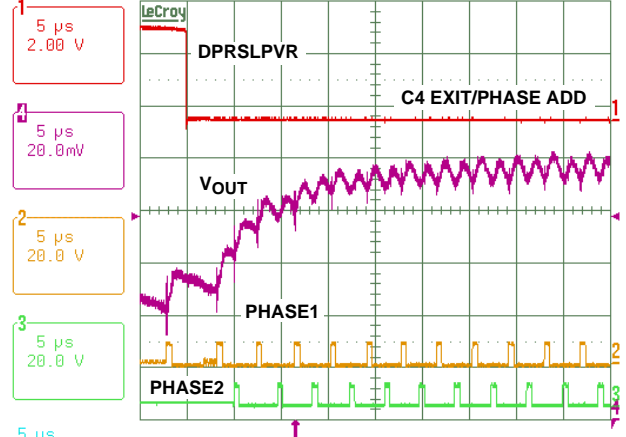 LeCroy
1
5 µs
2.00 V
DPRSLPVR
C4 EXIT/PHASE ADD
1
4
5 µs
20.0mV
VOUT
2
5 µs
20.0 V
PHASE1
2
3
5 µs
20.0 V
PHASE2
3
5 µs